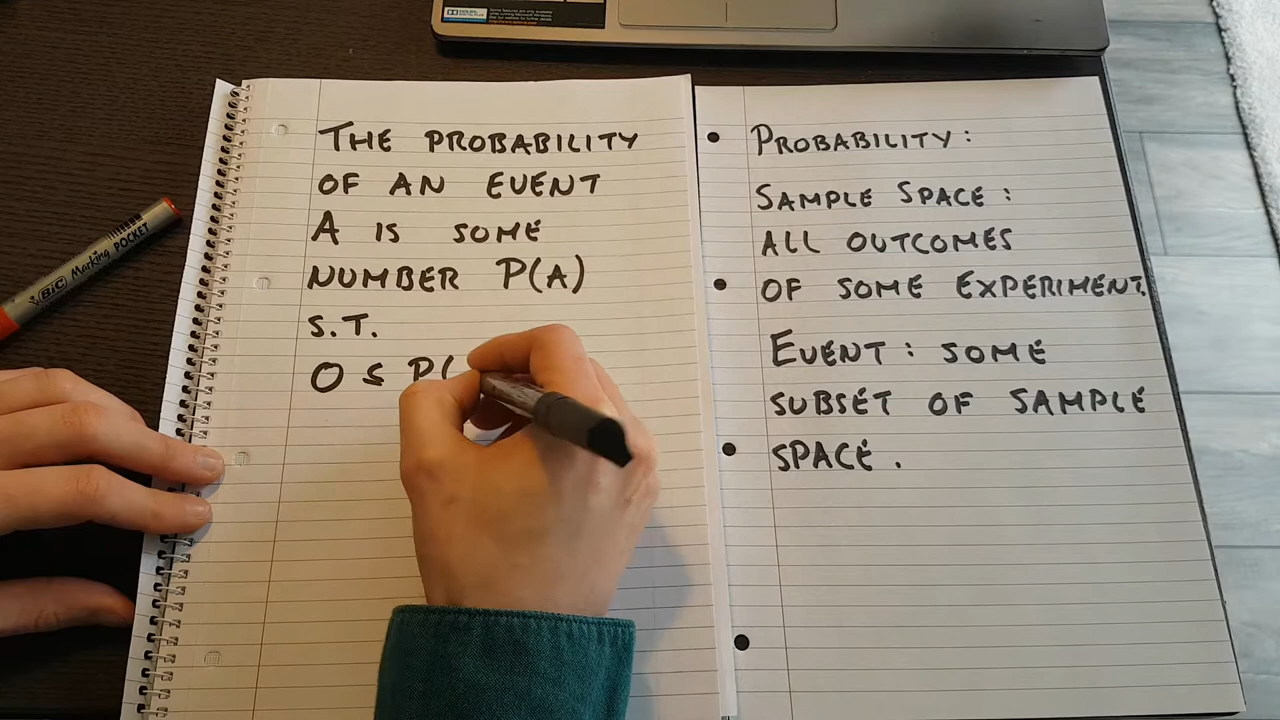 THE PROBABILITY
OF AN EVENT
A IS SOME
NUMBER P(A)
S.T.
0 ≤ P(
PROBABILITY:
SAMPLE SPACE:
ALL OUTCOMES
OF SOME EXPERIMENT.
EVENT: SOME
SUBSET OF SAMPLE
SPACE.
BIC Marking POCKET